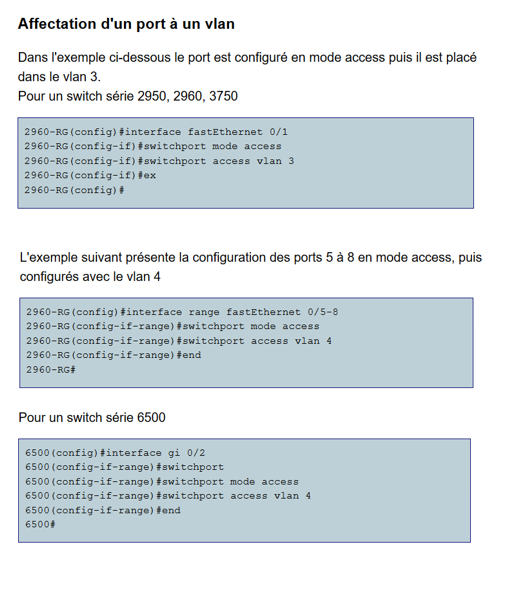 Affectation d'un port à un vlan
Dans l'exemple ci-dessous le port est configuré en mode access puis il est placé
dans le vlan 3.
Pour un switch série 2950, 2960, 3750
2960-RG(config)#interface fastEthernet 0/1
2960-RG(config-if)#switchport mode access
2960-RG(config-if)#switchport access vlan 3
2960-RG(config-if)#ex
2960-RG(config)#
L'exemple suivant présente la configuration des ports 5 à 8 en mode access, puis
configurés avec le vlan 4
2960-RG(config)#interface range fastEthernet 0/5-8
2960-RG(config-if-range)#switchport mode access
2960-RG(config-if-range)#switchport access vlan 4
2960-RG(config-if-range)#end
2960-RG#
Pour un switch série 6500
6500(config)#interface gi 0/2
6500(config-if-range)#switchport
6500(config-if-range)#switchport mode access
6500(config-if-range)#switchport access vlan 4
6500(config-if-range)#end
6500#